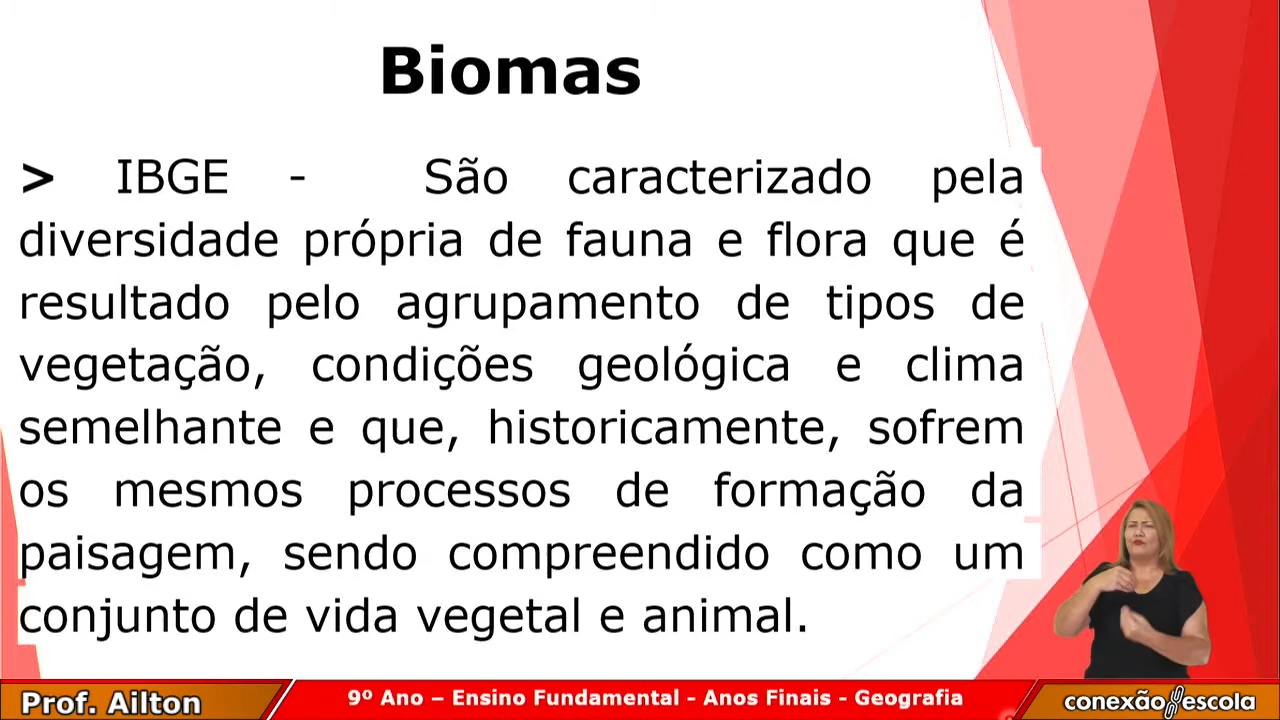 Biomas
> IBGE - São caracterizado pela
diversidade própria de fauna e flora que é
resultado pelo agrupamento de tipos de
vegetação, condições geológica e clima
semelhante e que, historicamente, sofrem
os mesmos processos de formação da
paisagem, sendo compreendido como um
conjunto de vida vegetal e animal.
Prof. Ailton
9º Ano – Ensino Fundamental - Anos Finais - Geografia
conexão escola